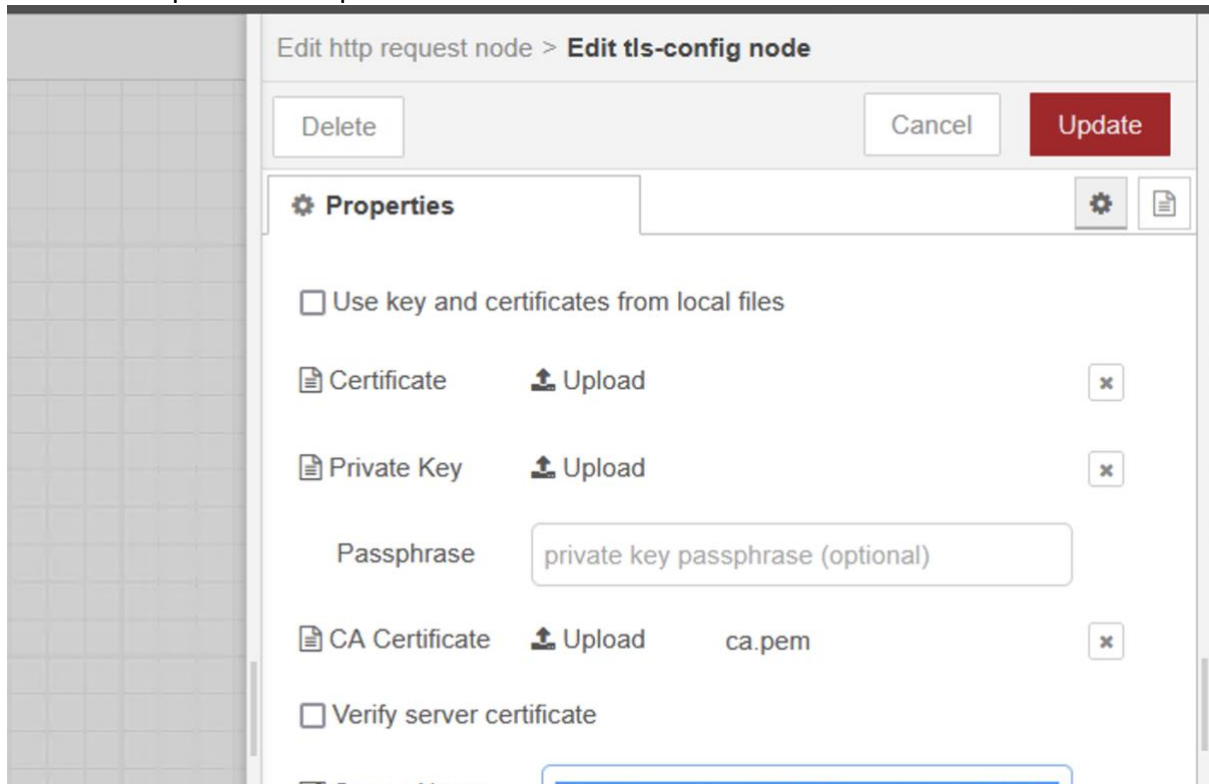 Edit http request node > Edit tls-config node
Delete
Cancel
Update
Properties
Use key and certificates from local files
Certificate
Upload
Private Key
Upload
Passphrase
private key passphrase (optional)
CA Certificate
Upload
ca.pem
Verify server certificate